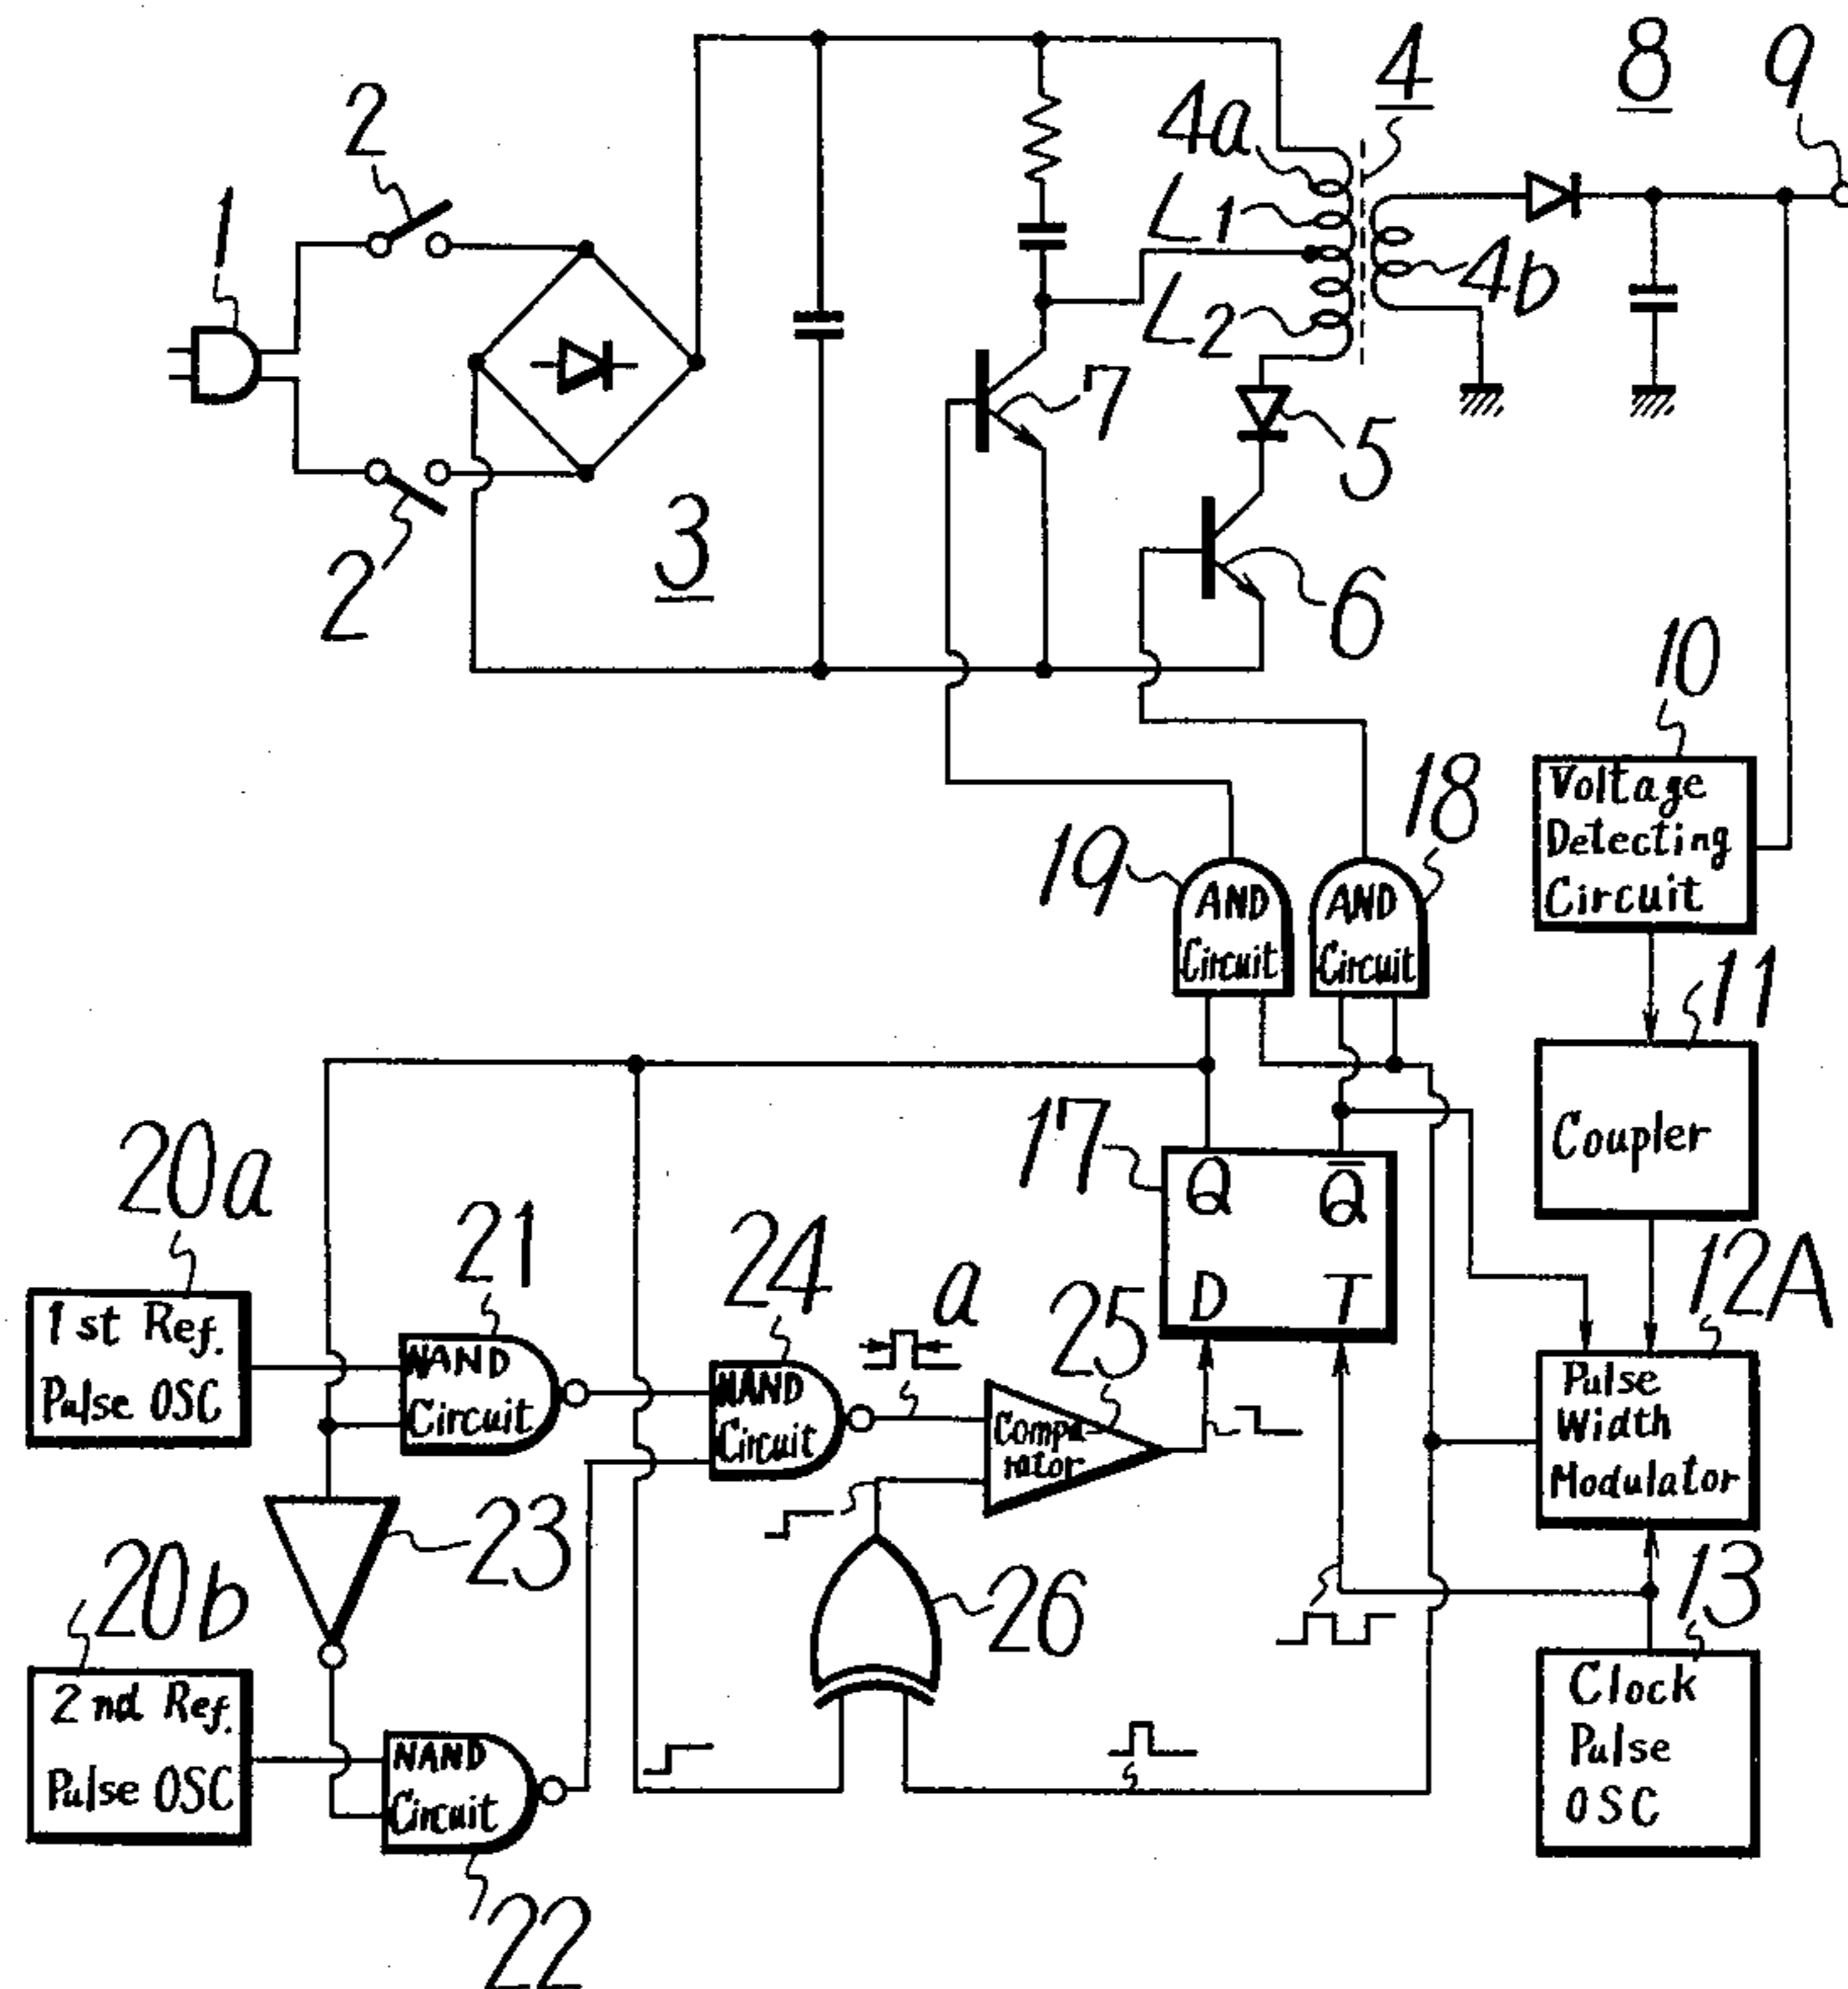 4
8
9
4a
2
1
L1
4b
L2
7
5
3
2
6
10
Voltage
Detecting
Circuit
18
19
AND
Circuit
AND
Circuit
11
Coupler
17
Q
Q̅
D
T
20a
1st Ref.
Pulse OSC
21
NAND
Circuit
24
NAND
Circuit
a
25
Compa-
rator
12A
Pulse
Width
Modulator
23
26
13
Clock
Pulse
OSC
20b
2nd Ref.
Pulse OSC
NAND
Circuit
22